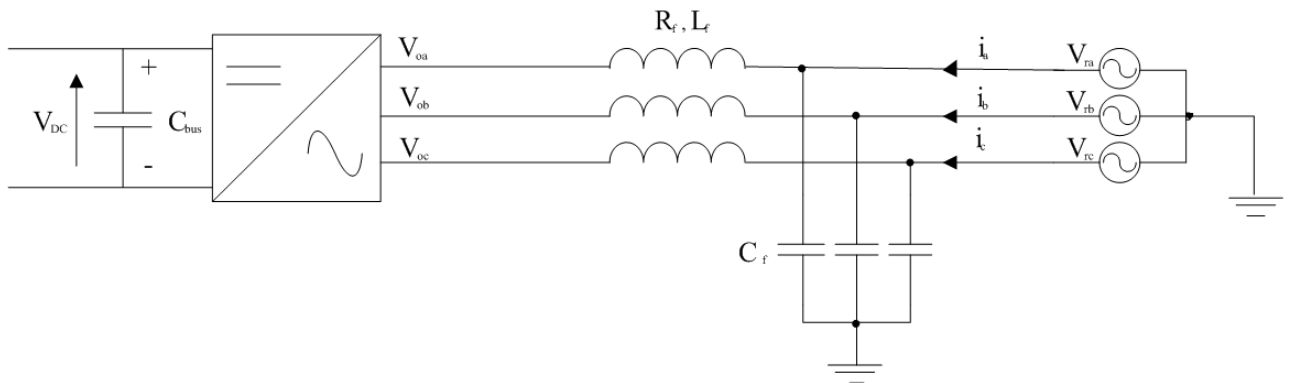 R_f , L_f
V_oa
i_a
V_ra
V_ob
i_b
V_rb
V_DC
+
C_bus
-
V_oc
i_c
V_rc
C_f